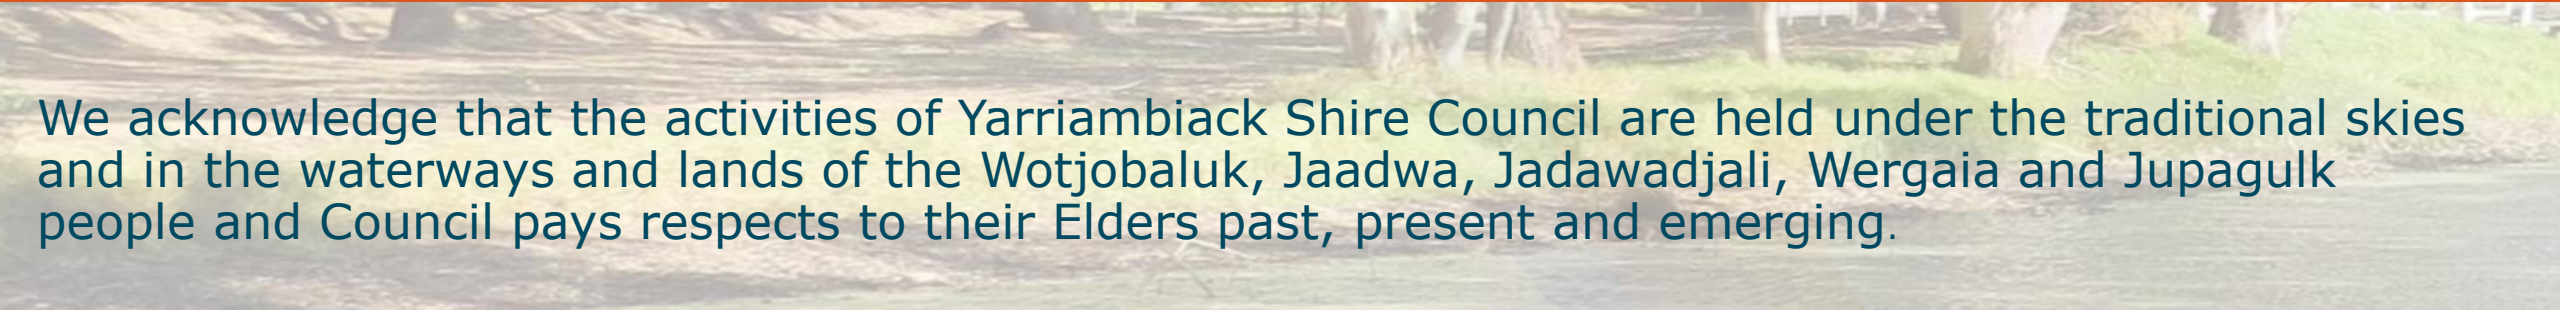 We acknowledge that the activities of Yarriambiack Shire Council are held under the traditional skies
and in the waterways and lands of the Wotjobaluk, Jaadwa, Jadawadjali, Wergaia and Jupagulk
people and Council pays respects to their Elders past, present and emerging.